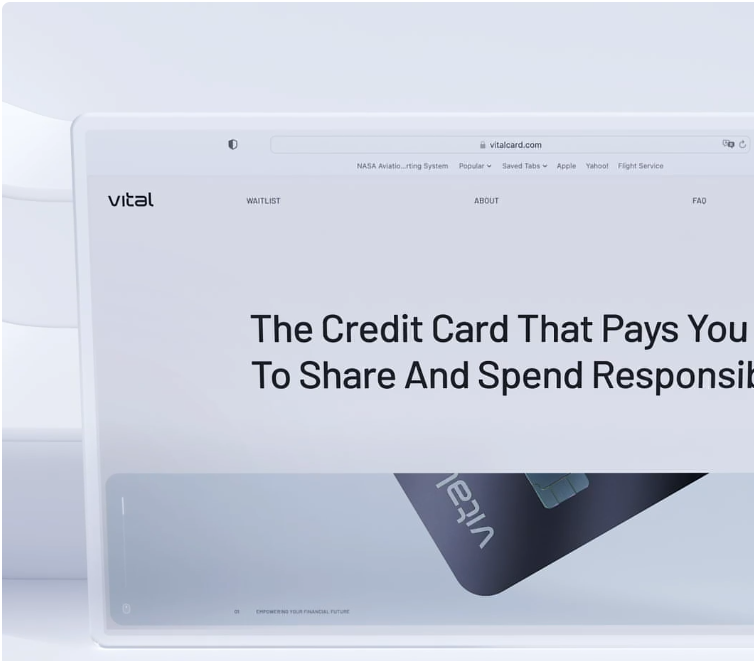 vitalcard.com
NASA Aviatio...rting System Popular Saved Tabs Apple Yahoo! Flight Service
vital
WAITLIST ABOUT FAQ
The Credit Card That Pays You
To Share And Spend Responsib
vital
EMPOWERING YOUR FINANCIAL FUTURE